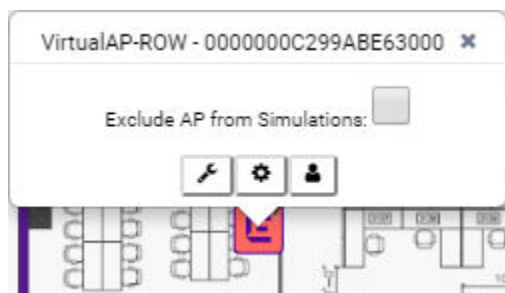 VirtualAP-ROW - 0000000C299ABE63000 ×
Exclude AP from Simulations: